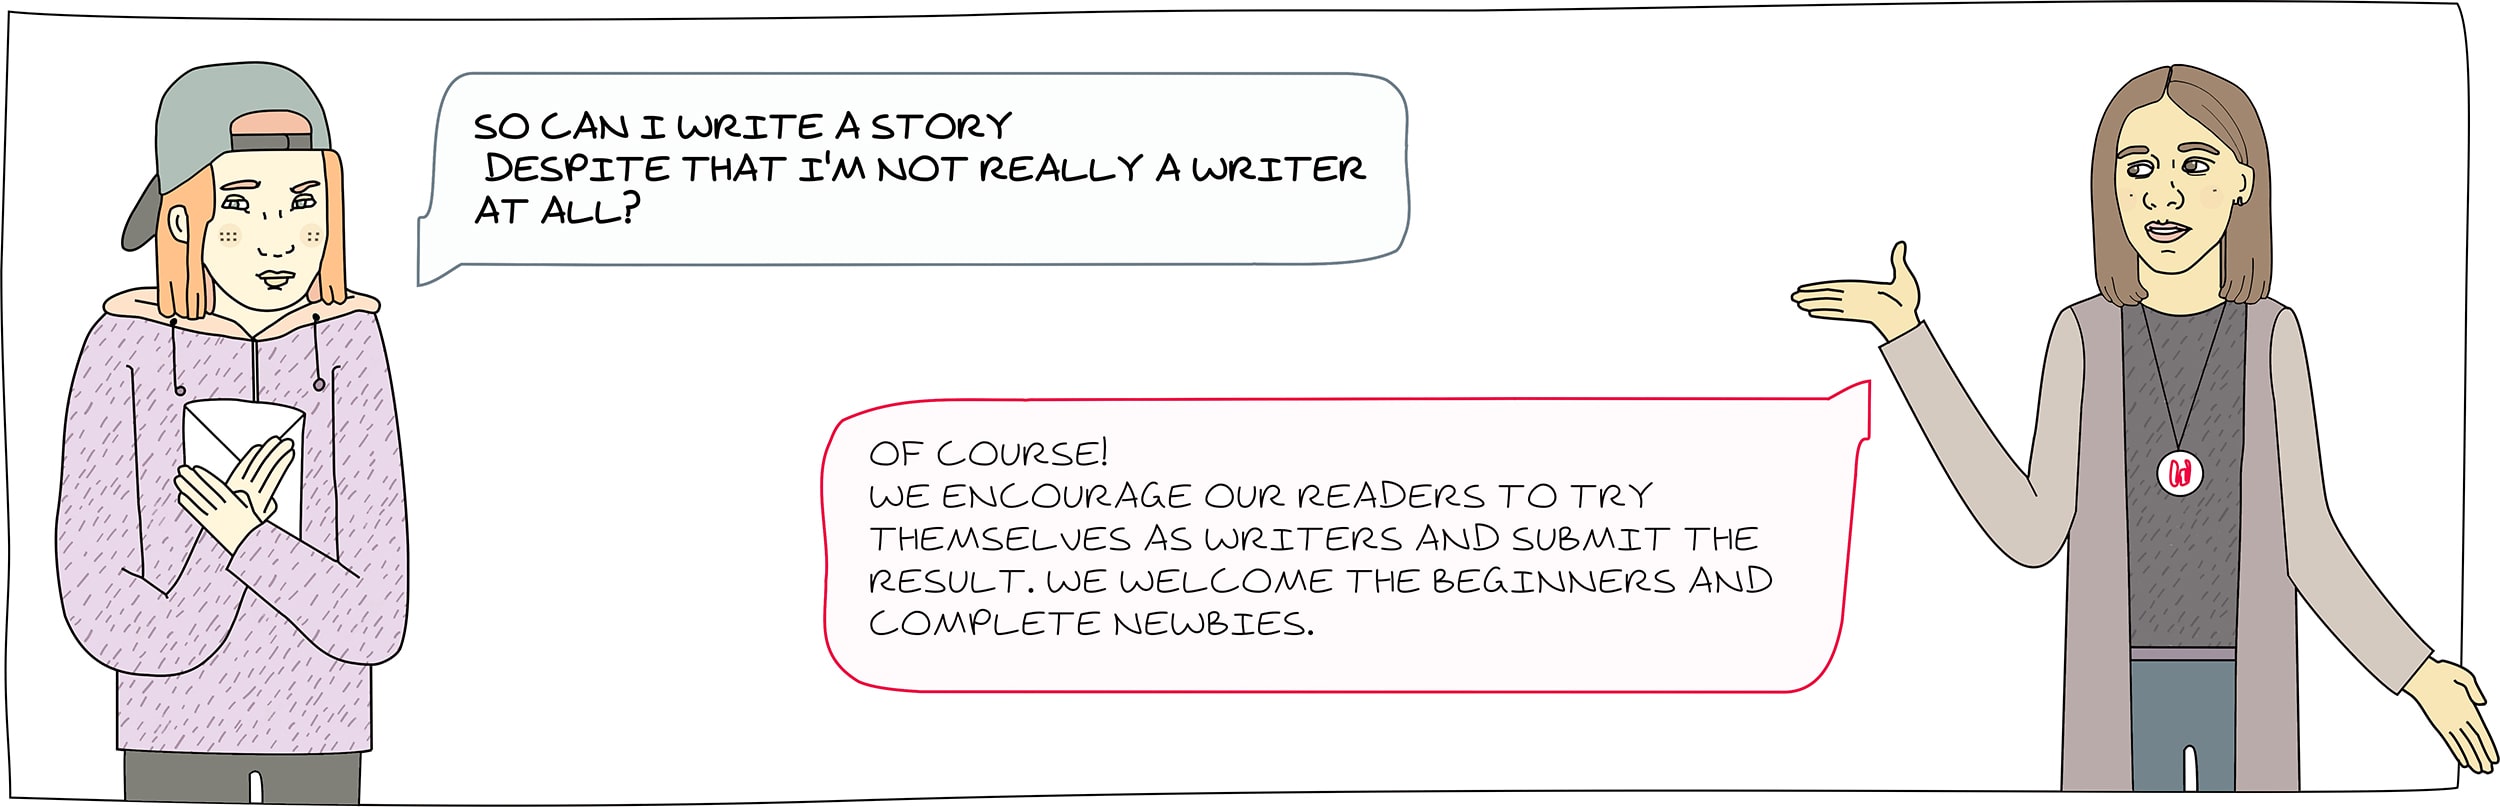 SO CAN I WRITE A STORY
DESPITE THAT I'M NOT REALLY A WRITER
AT ALL?
OF COURSE!
WE ENCOURAGE OUR READERS TO TRY
THEMSELVES AS WRITERS AND SUBMIT THE
RESULT. WE WELCOME THE BEGINNERS AND
COMPLETE NEWBIES.